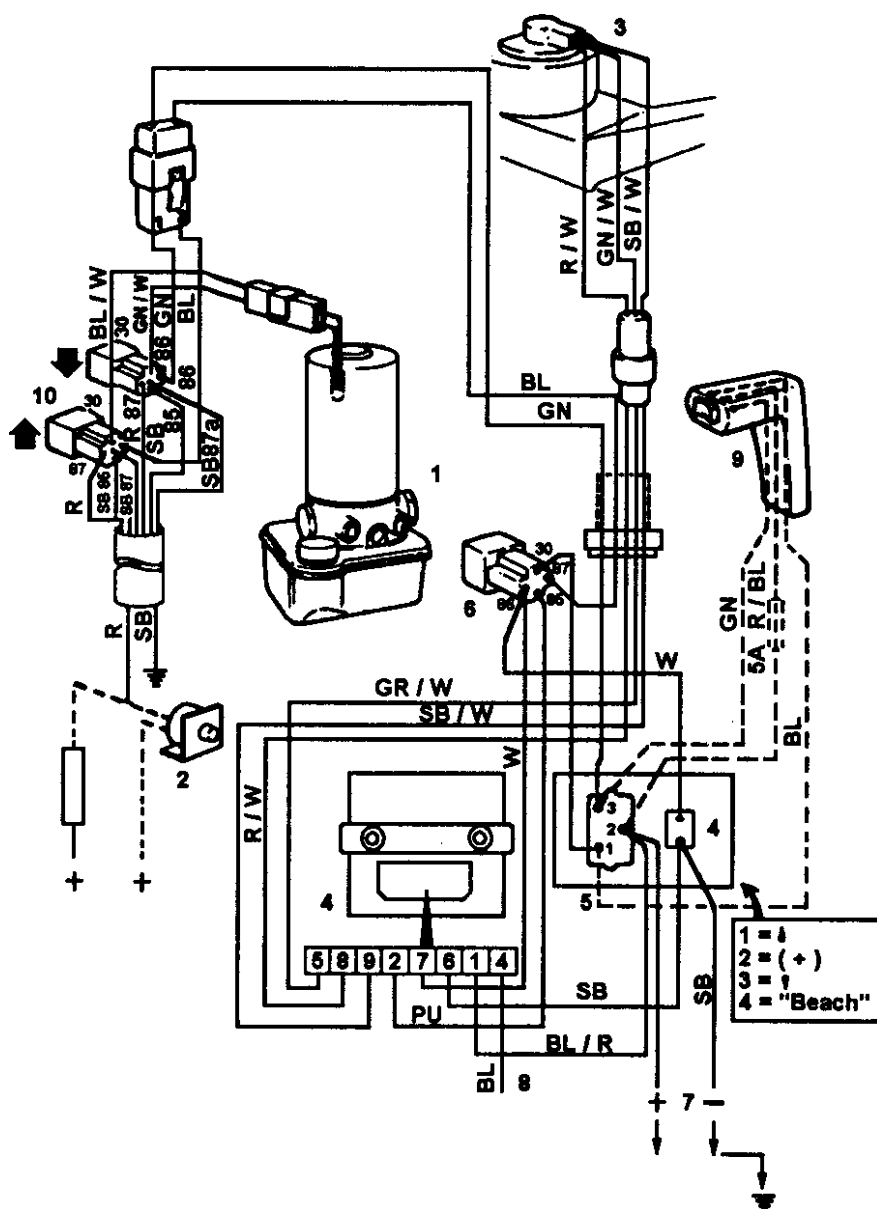 3
R / W
GN / W
SB / W
1
BL / W
30
GN / W
GN
BL
86
86
10
30
R 87
SB
85
SB87a
87
R
SB 85
SB 87
R
SB
2
+
+
1
BL
GN
9
GN
5A
R / BL
BL
30
87
86
85
6
W
GR / W
SB / W
R / W
W
4
3
2
1
4
5
5 8 9 2 7 6 1 4
PU
SB
BL / R
BL
8
SB
1 =
2 = ( + )
3 =
4 = "Beach"
+ 7 −